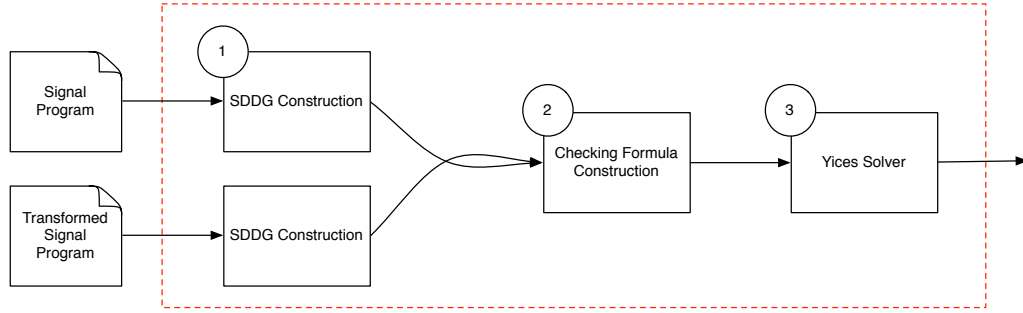 1
Signal
Program
SDDG Construction
2
Checking Formula
Construction
3
Yices Solver
Transformed
Signal
Program
SDDG Construction